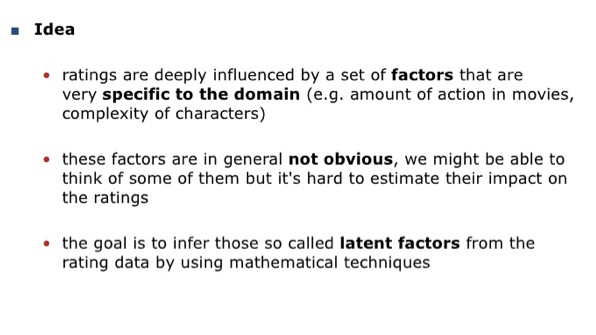 Idea
ratings are deeply influenced by a set of factors that are
very specific to the domain (e.g. amount of action in movies,
complexity of characters)
these factors are in general not obvious, we might be able to
think of some of them but it's hard to estimate their impact on
the ratings
the goal is to infer those so called latent factors from the
rating data by using mathematical techniques